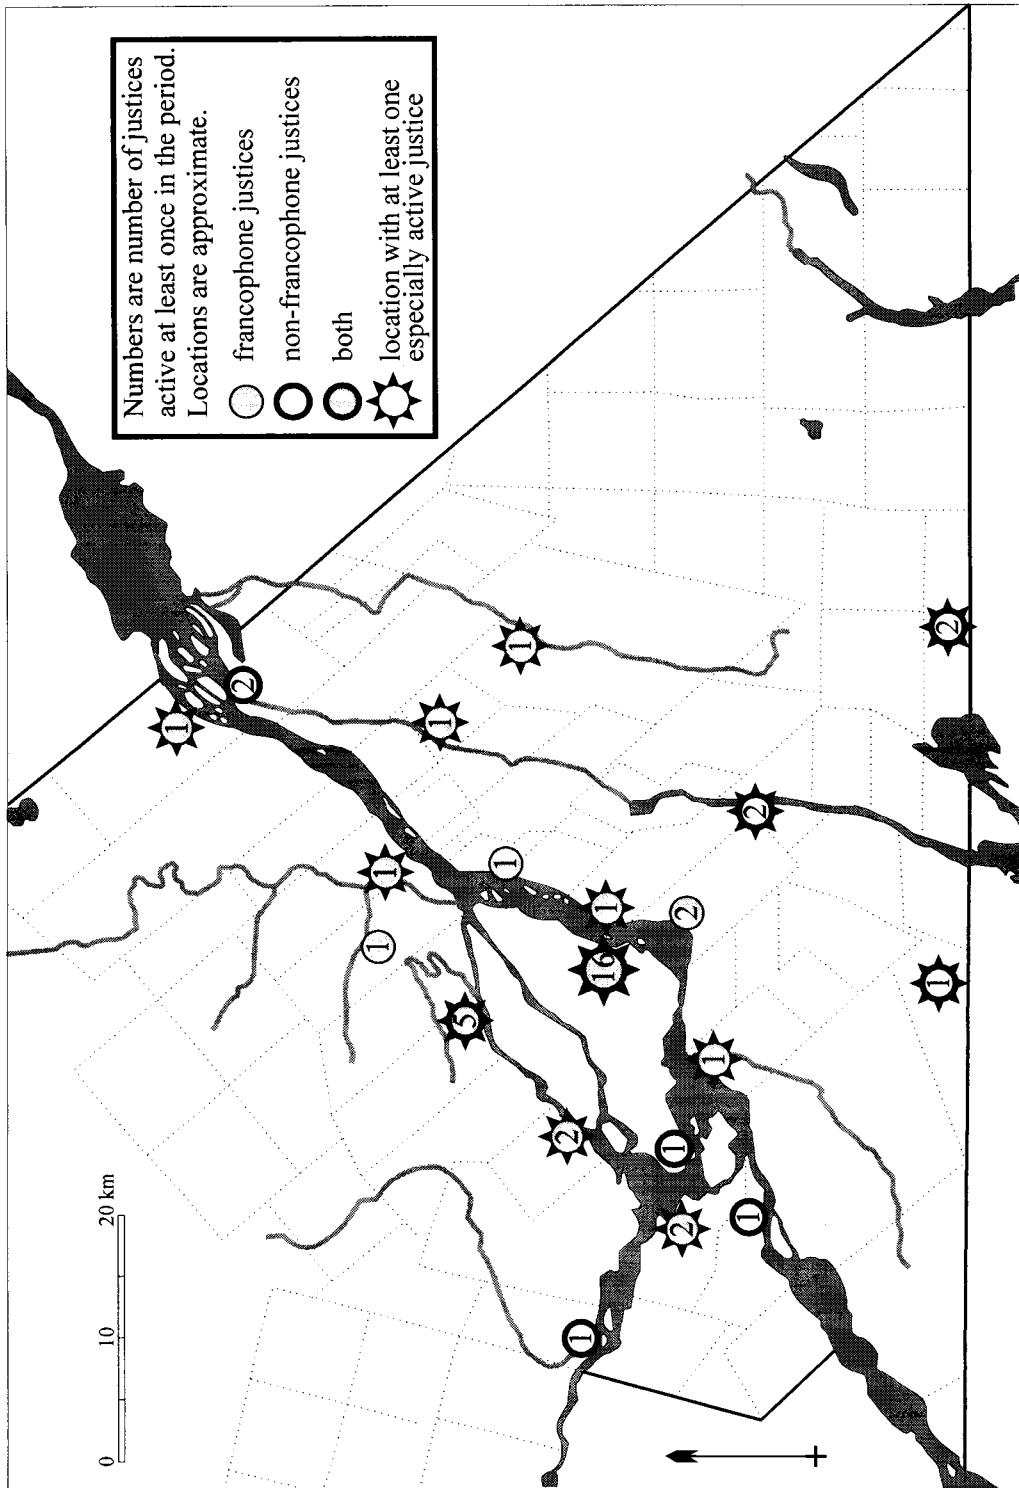 0 10 20 km
Numbers are number of justices
active at least once in the period.
Locations are approximate.
francophone justices
non-francophone justices
both
location with at least one
especially active justice
1
2
1
1
1
5
1
1
2
1
16
1
1
2
2
1
1
2
1
2